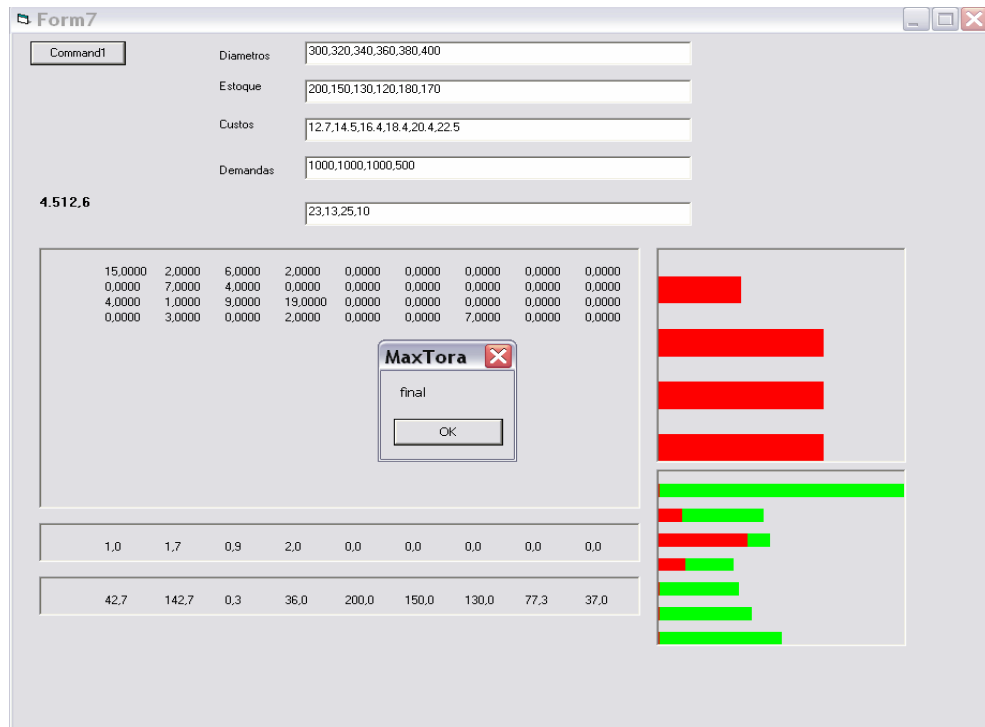 Form7
Command1
Diametros
300,320,340,360,380,400
Estoque
200,150,130,120,180,170
Custos
12.7,14.5,16.4,18.4,20.4,22.5
Demandas
1000,1000,1000,500
4.512,6
23,13,25,10
15,0000 2,0000 6,0000 2,0000 0,0000 0,0000 0,0000 0,0000 0,0000
0,0000 7,0000 4,0000 0,0000 0,0000 0,0000 0,0000 0,0000 0,0000
4,0000 1,0000 9,0000 19,0000 0,0000 0,0000 0,0000 0,0000 0,0000
0,0000 3,0000 0,0000 2,0000 0,0000 0,0000 7,0000 0,0000 0,0000
MaxTora
final
OK
1,0 1,7 0,9 2,0 0,0 0,0 0,0 0,0 0,0
42,7 142,7 0,3 36,0 200,0 150,0 130,0 77,3 37,0